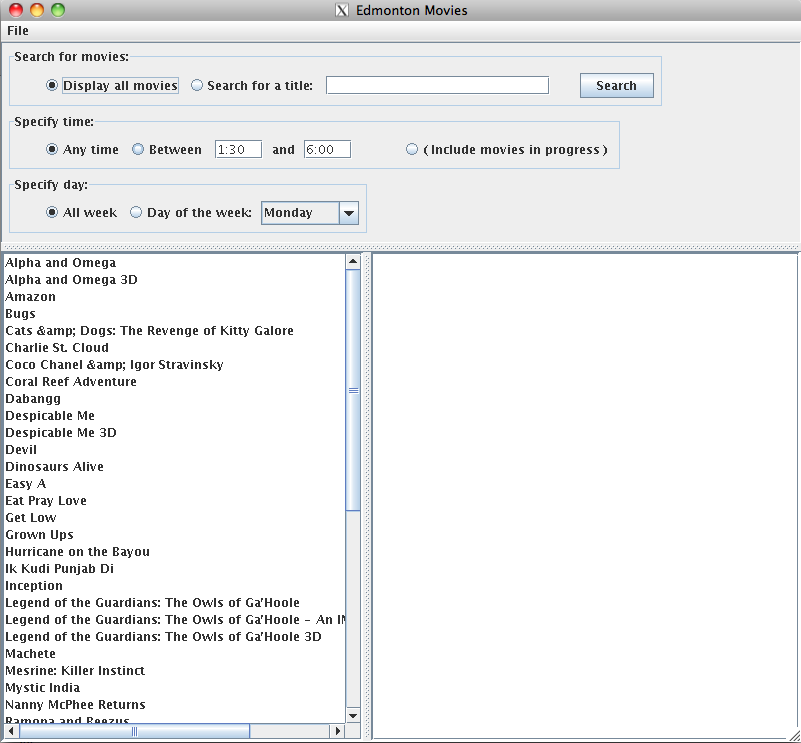 Edmonton Movies
File
Search for movies:
Display all movies Search for a title: Search
Specify time:
Any time Between 1:30 and 6:00 (Include movies in progress)
Specify day:
All week Day of the week: Monday
Alpha and Omega
Alpha and Omega 3D
Amazon
Bugs
Cats &amp; Dogs: The Revenge of Kitty Galore
Charlie St. Cloud
Coco Chanel &amp; Igor Stravinsky
Coral Reef Adventure
Dabangg
Despicable Me
Despicable Me 3D
Devil
Dinosaurs Alive
Easy A
Eat Pray Love
Get Low
Grown Ups
Hurricane on the Bayou
Ik Kudi Punjab Di
Inception
Legend of the Guardians: The Owls of Ga'Hoole
Legend of the Guardians: The Owls of Ga'Hoole - An
Legend of the Guardians: The Owls of Ga'Hoole 3D
Machete
Mesrine: Killer Instinct
Mystic India
Nanny McPhee Returns
Ramona and Beezus